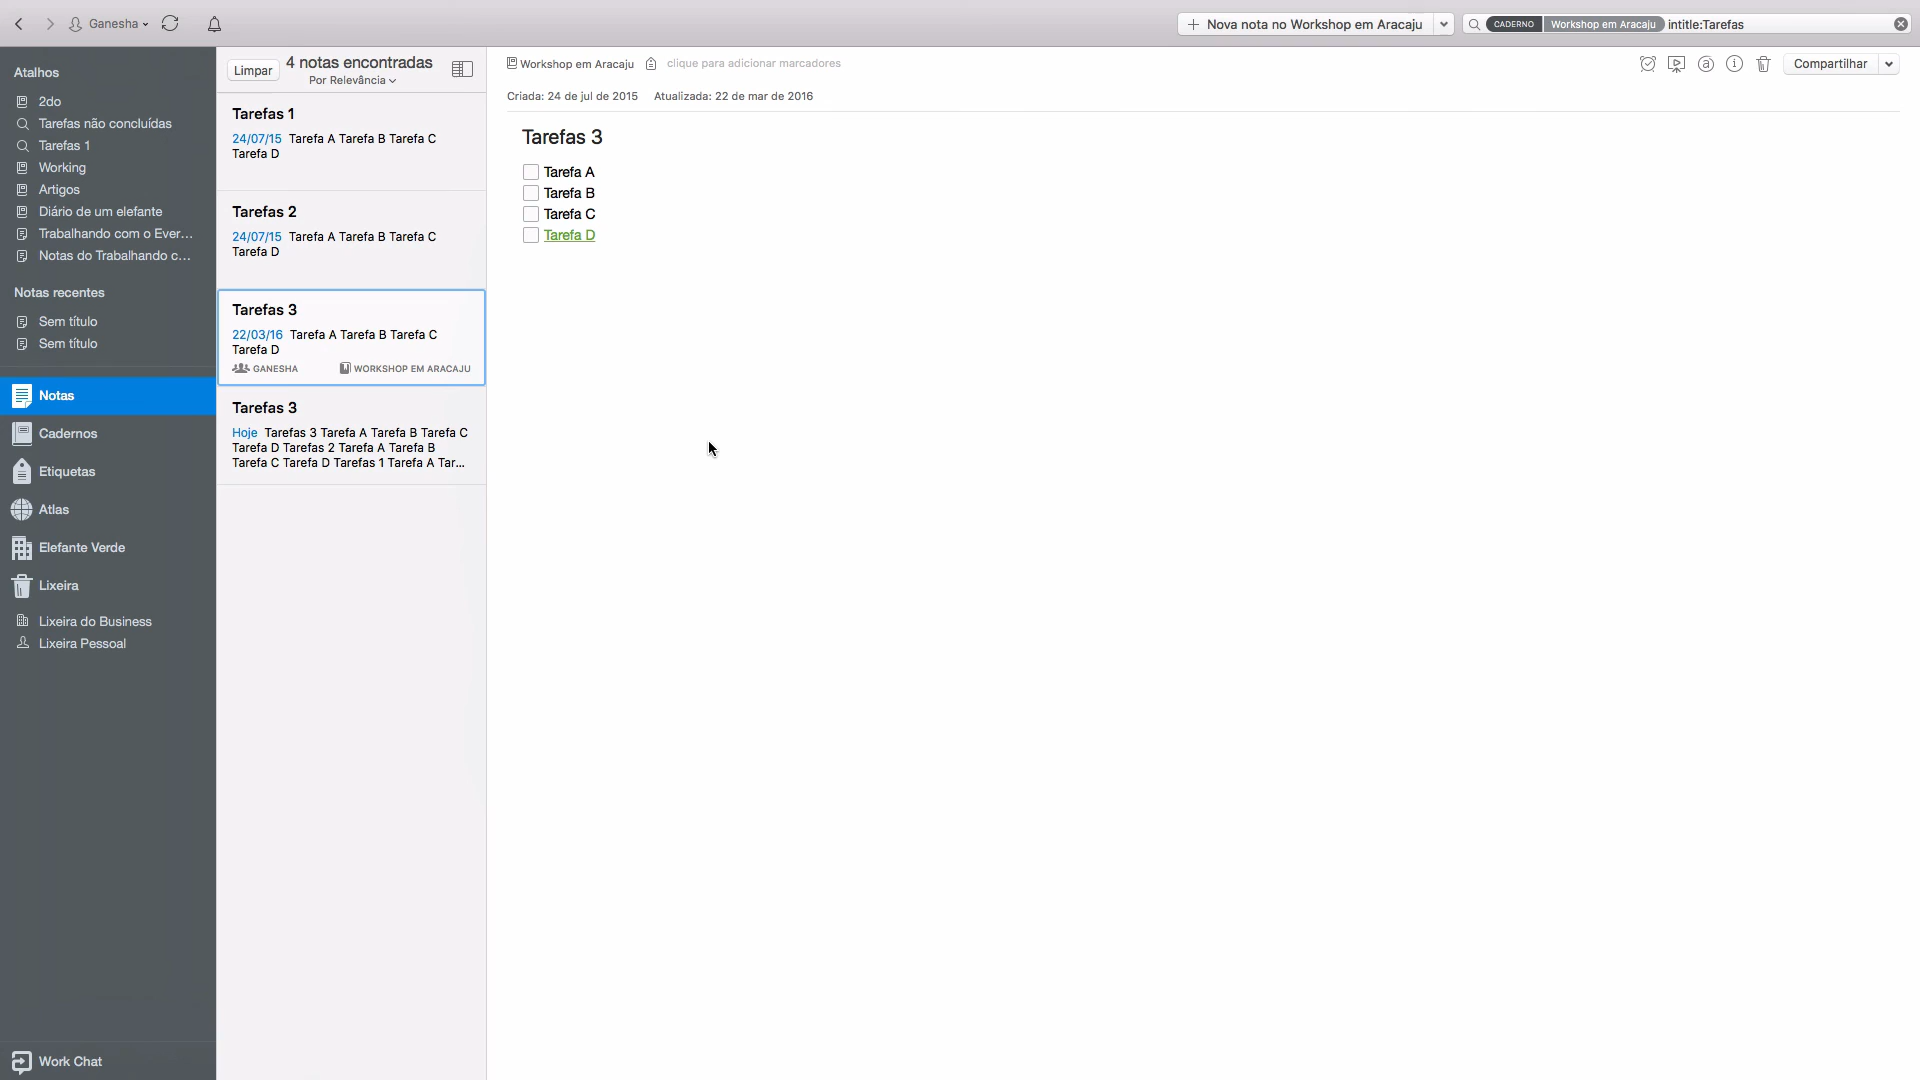 Ganesha
Nova nota no Workshop em Aracaju
CADERNO Workshop em Aracaju intitle:Tarefas
Atalhos
2do
Tarefas não concluídas
Tarefas 1
Working
Artigos
Diário de um elefante
Trabalhando com o Ever...
Notas do Trabalhando c...
Notas recentes
Sem título
Sem título
Notas
Cadernos
Etiquetas
Atlas
Elefante Verde
Lixeira
Lixeira do Business
Lixeira Pessoal
Work Chat
Limpar
4 notas encontradas
Por Relevância
Tarefas 1
24/07/15 Tarefa A Tarefa B Tarefa C
Tarefa D
Tarefas 2
24/07/15 Tarefa A Tarefa B Tarefa C
Tarefa D
Tarefas 3
22/03/16 Tarefa A Tarefa B Tarefa C
Tarefa D
GANESHA WORKSHOP EM ARACAJU
Tarefas 3
Hoje Tarefas 3 Tarefa A Tarefa B Tarefa C
Tarefa D Tarefas 2 Tarefa A Tarefa B
Tarefa C Tarefa D Tarefas 1 Tarefa A Tar...
Workshop em Aracaju clique para adicionar marcadores
Compartilhar
Criada: 24 de jul de 2015 Atualizada: 22 de mar de 2016
Tarefas 3
Tarefa A
Tarefa B
Tarefa C
Tarefa D